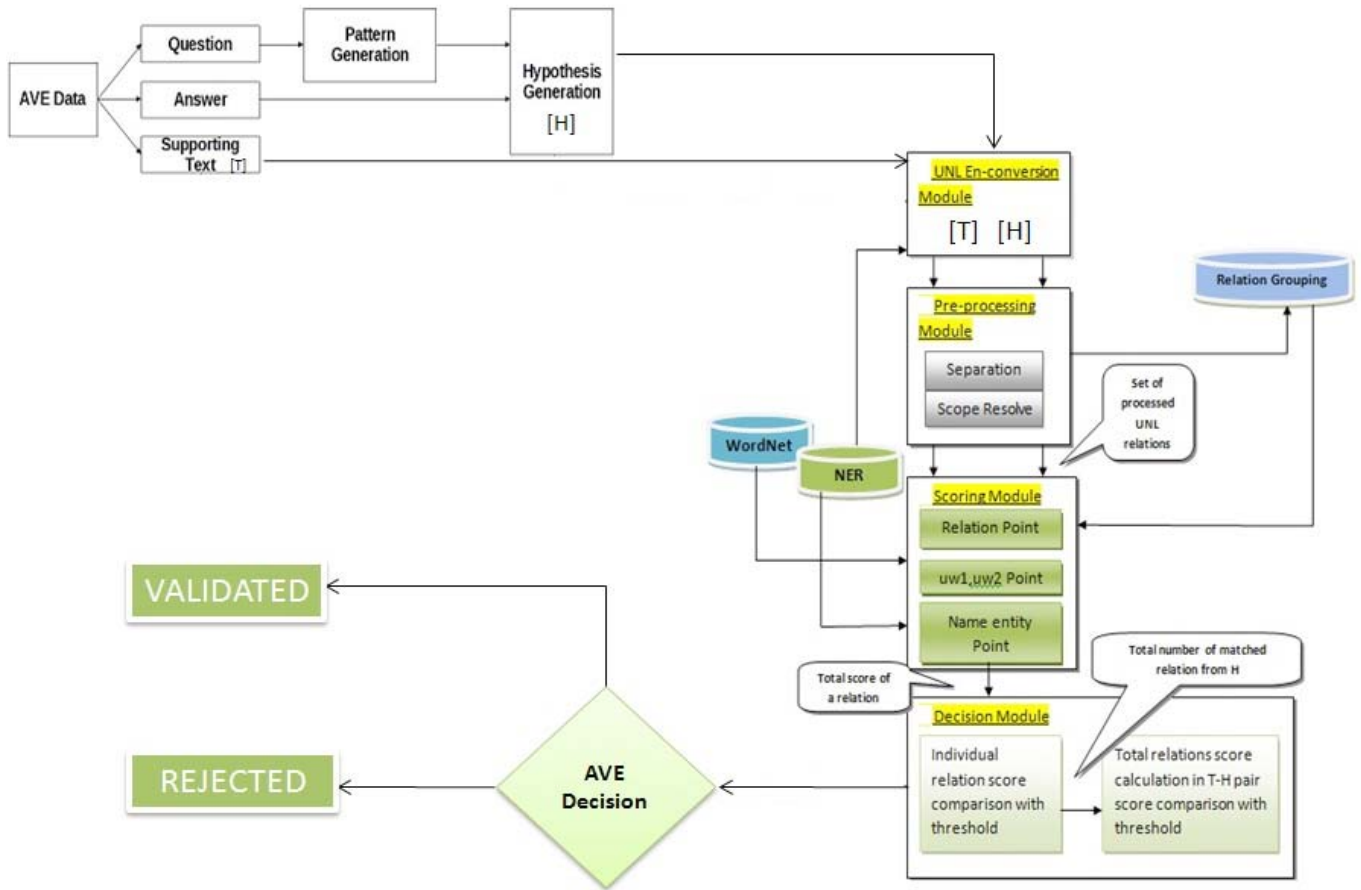 AVE Data
Question
Answer
Supporting
Text [T]
Pattern
Generation
Hypothesis
Generation
[H]
UNL En-conversion
Module
[T] [H]
Relation Grouping
Pre-processing
Module
Separation
Scope Resolve
Set of
processed
UNL
relations
WordNet
NER
Scoring Module
Relation Point
uw1,uw2 Point
Name entity
Point
Total score of
a relation
Total number of matched
relation from H
Decision Module
Individual
relation score
comparison with
threshold
Total relations score
calculation in T-H pair
score comparison with
threshold
AVE
Decision
VALIDATED
REJECTED